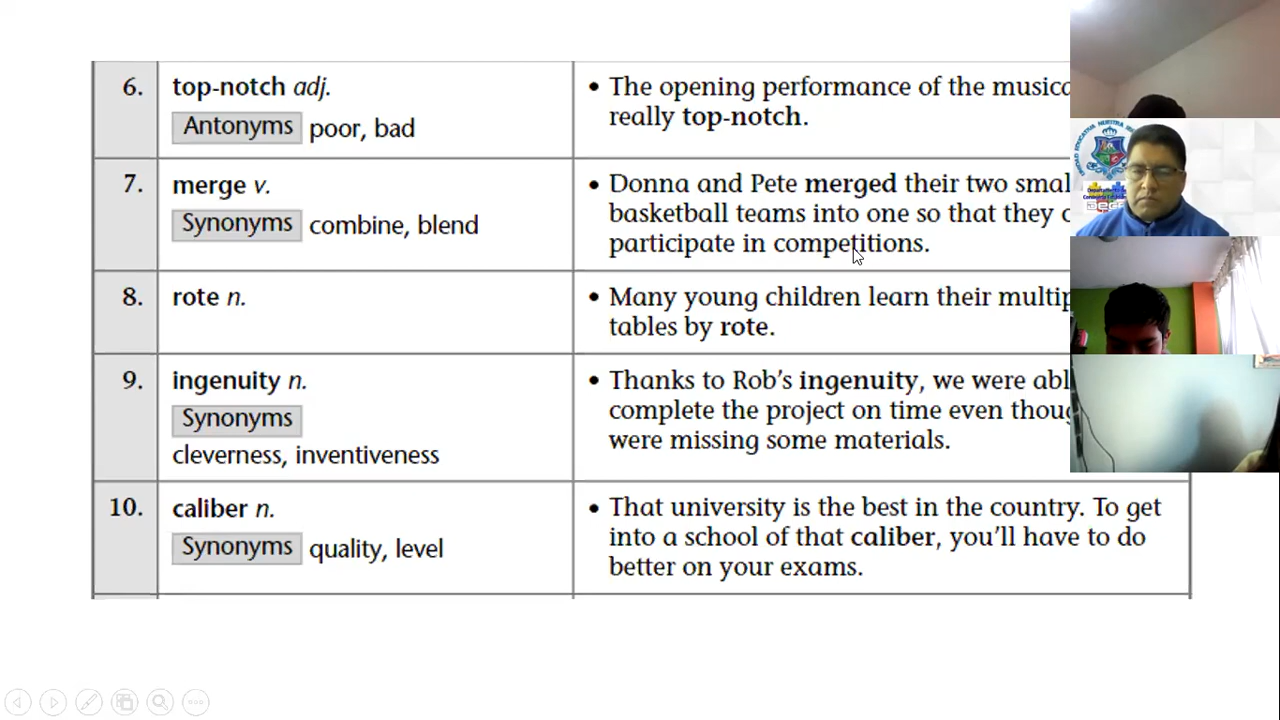 6.
top-notch adj.
Antonyms poor, bad
• The opening performance of the musica
really top-notch.
7.
merge v.
Synonyms combine, blend
• Donna and Pete merged their two smal
basketball teams into one so that they c
participate in competitions.
8.
rote n.
• Many young children learn their multip
tables by rote.
9.
ingenuity n.
Synonyms
cleverness, inventiveness
• Thanks to Rob's ingenuity, we were abl
complete the project on time even thoug
were missing some materials.
10.
caliber n.
Synonyms quality, level
• That university is the best in the country. To get
into a school of that caliber, you'll have to do
better on your exams.